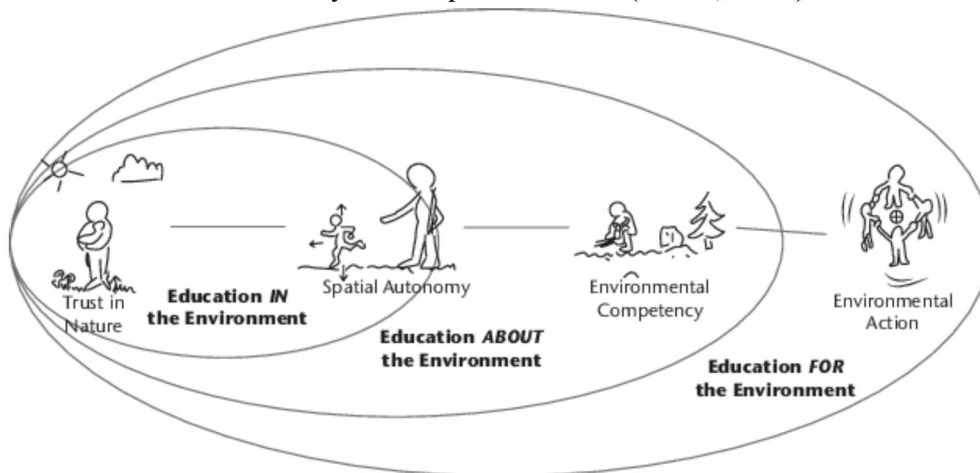 Trust in
Nature
Education IN
the Environment
Spatial Autonomy
Education ABOUT
the Environment
Environmental
Competency
Education FOR
the Environment
Environmental
Action